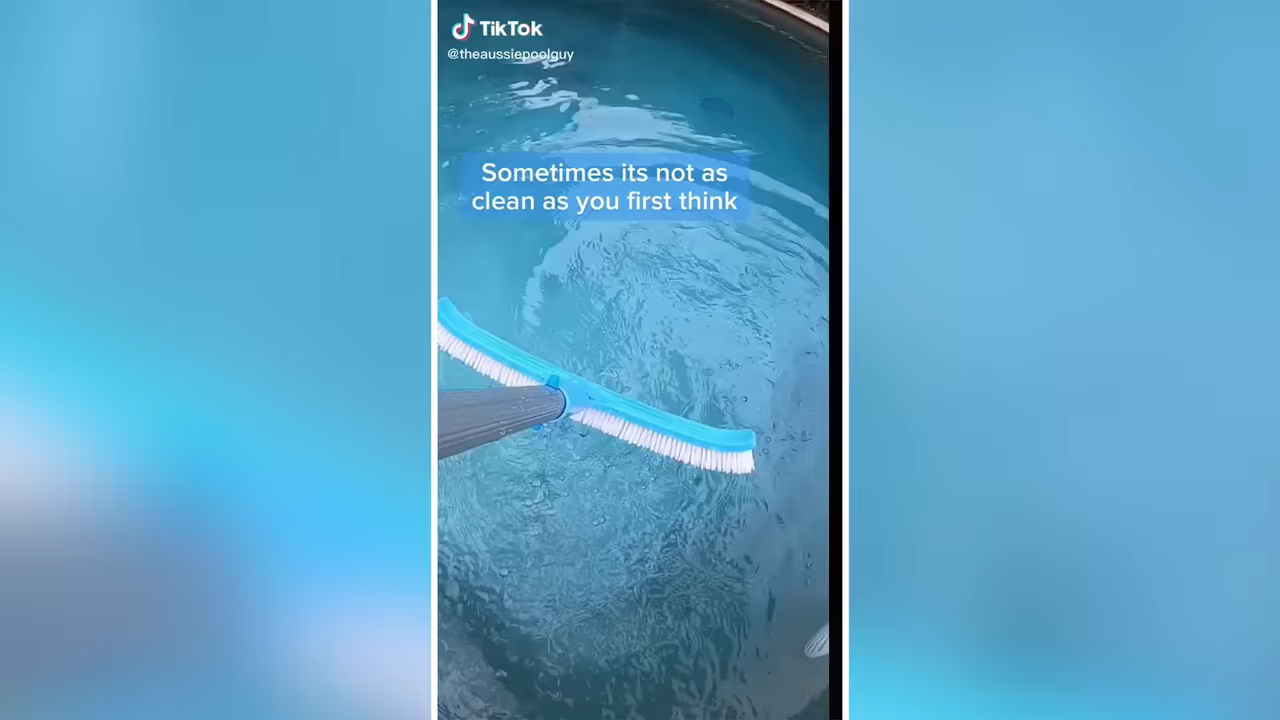 TikTok
@theaussiepoolguy
Sometimes its not as
clean as you first think